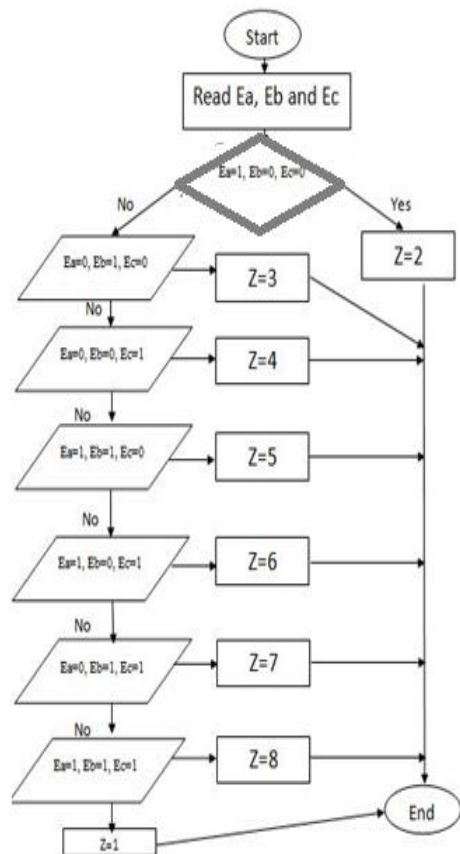 Start
Read Ea, Eb and Ec
Ea=1, Eb=0, Ec=0
No
Yes
Z=2
Ea=0, Eb=1, Ec=0
Z=3
No
Ea=0, Eb=0, Ec=1
Z=4
No
Ea=1, Eb=1, Ec=0
Z=5
No
Ea=1, Eb=0, Ec=1
Z=6
No
Ea=0, Eb=1, Ec=1
Z=7
No
Ea=1, Eb=1, Ec=1
Z=8
End
Z=1